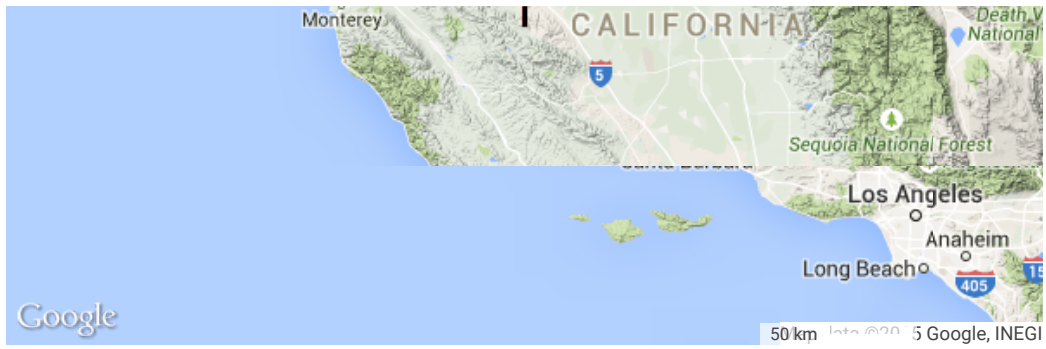 Monterey
CALIFORNIA
Death V
National
5
Sequoia National Forest
Santa Barbara
Los Angeles
Anaheim
Long Beach
405
15
Google
50 km
5 Google, INEGI